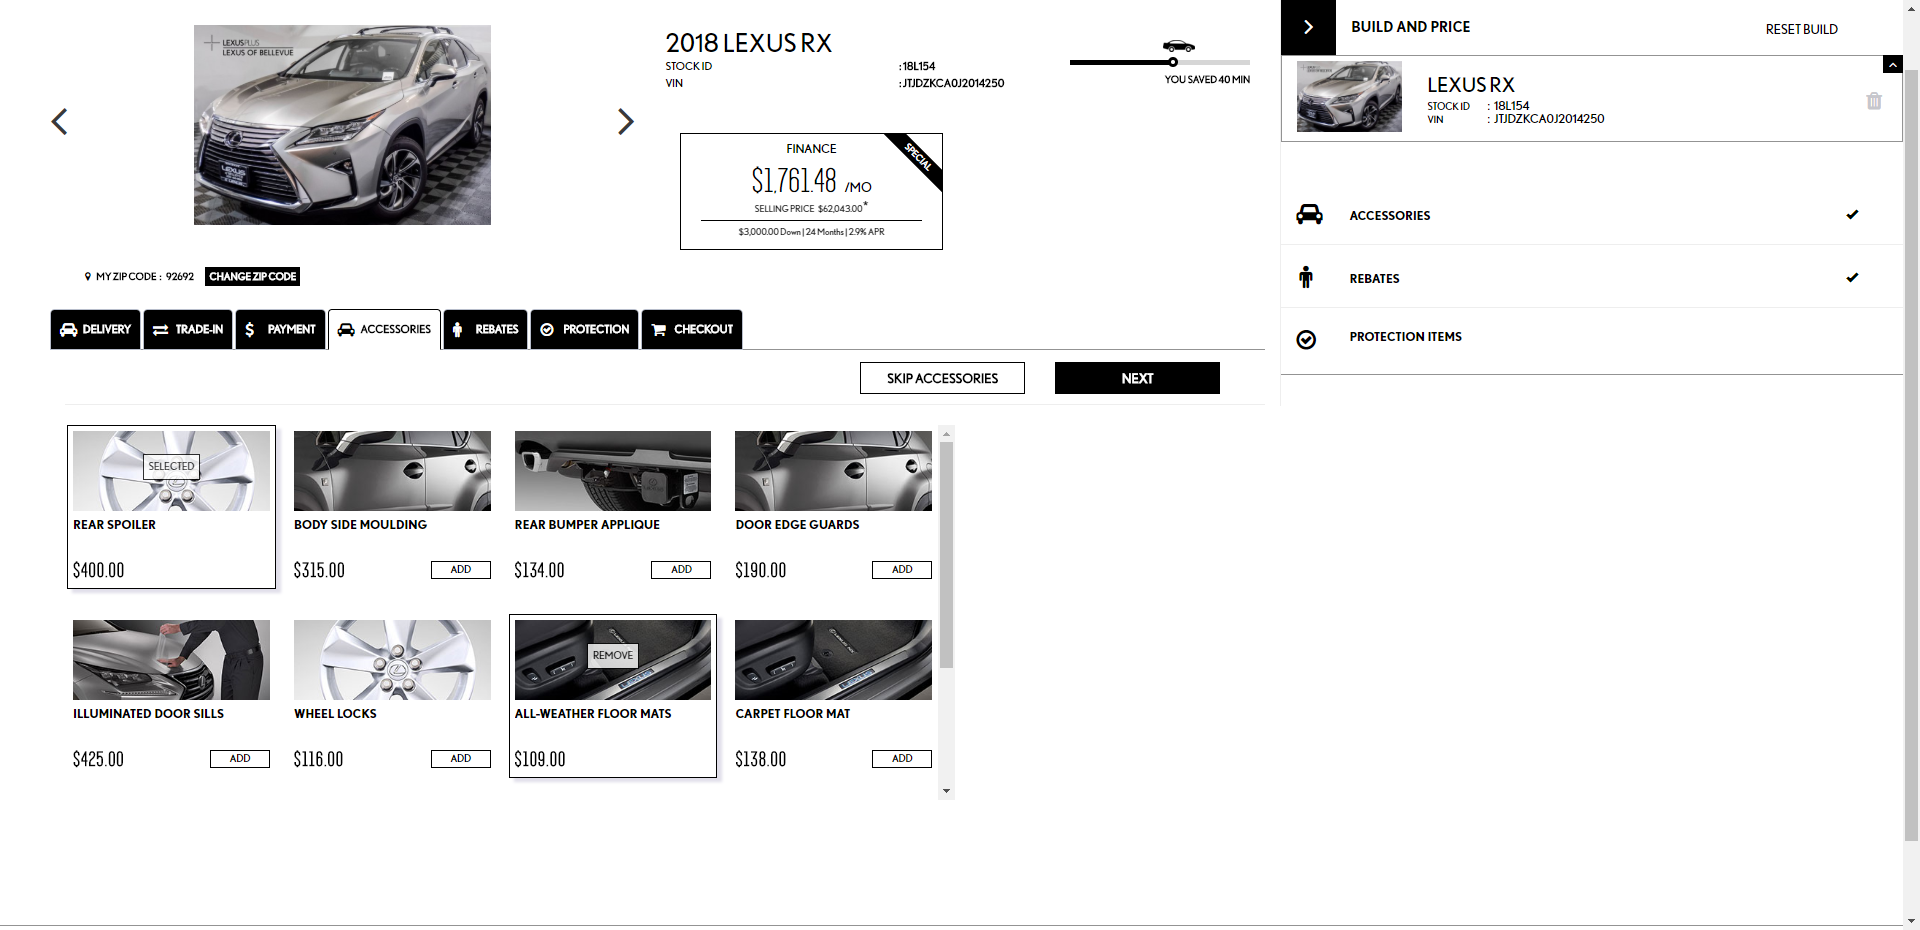 LEXUSPLUS
LEXUS OF BELLEVUE
LEXUS
2018 LEXUS RX
STOCK ID : 18L154
VIN : JTJDZKCA0J2014250
YOU SAVED 40 MIN
FINANCE
SPECIAL
$1,761.48 /MO
SELLING PRICE $62,043.00*
$3,000.00 Down | 24 Months | 2.9% APR
MY ZIP CODE : 92692 CHANGE ZIP CODE
DELIVERY TRADE-IN $ PAYMENT ACCESSORIES REBATES PROTECTION CHECKOUT
SKIP ACCESSORIES NEXT
SELECTED
REAR SPOILER BODY SIDE MOULDING REAR BUMPER APPLIQUE DOOR EDGE GUARDS
$400.00 $315.00 ADD $134.00 ADD $190.00 ADD
REMOVE
ILLUMINATED DOOR SILLS WHEEL LOCKS ALL-WEATHER FLOOR MATS CARPET FLOOR MAT
$425.00 ADD $116.00 ADD $109.00 $138.00 ADD
BUILD AND PRICE RESET BUILD
LEXUS RX
STOCK ID : 18L154
VIN : JTJDZKCA0J2014250
ACCESSORIES
REBATES
PROTECTION ITEMS